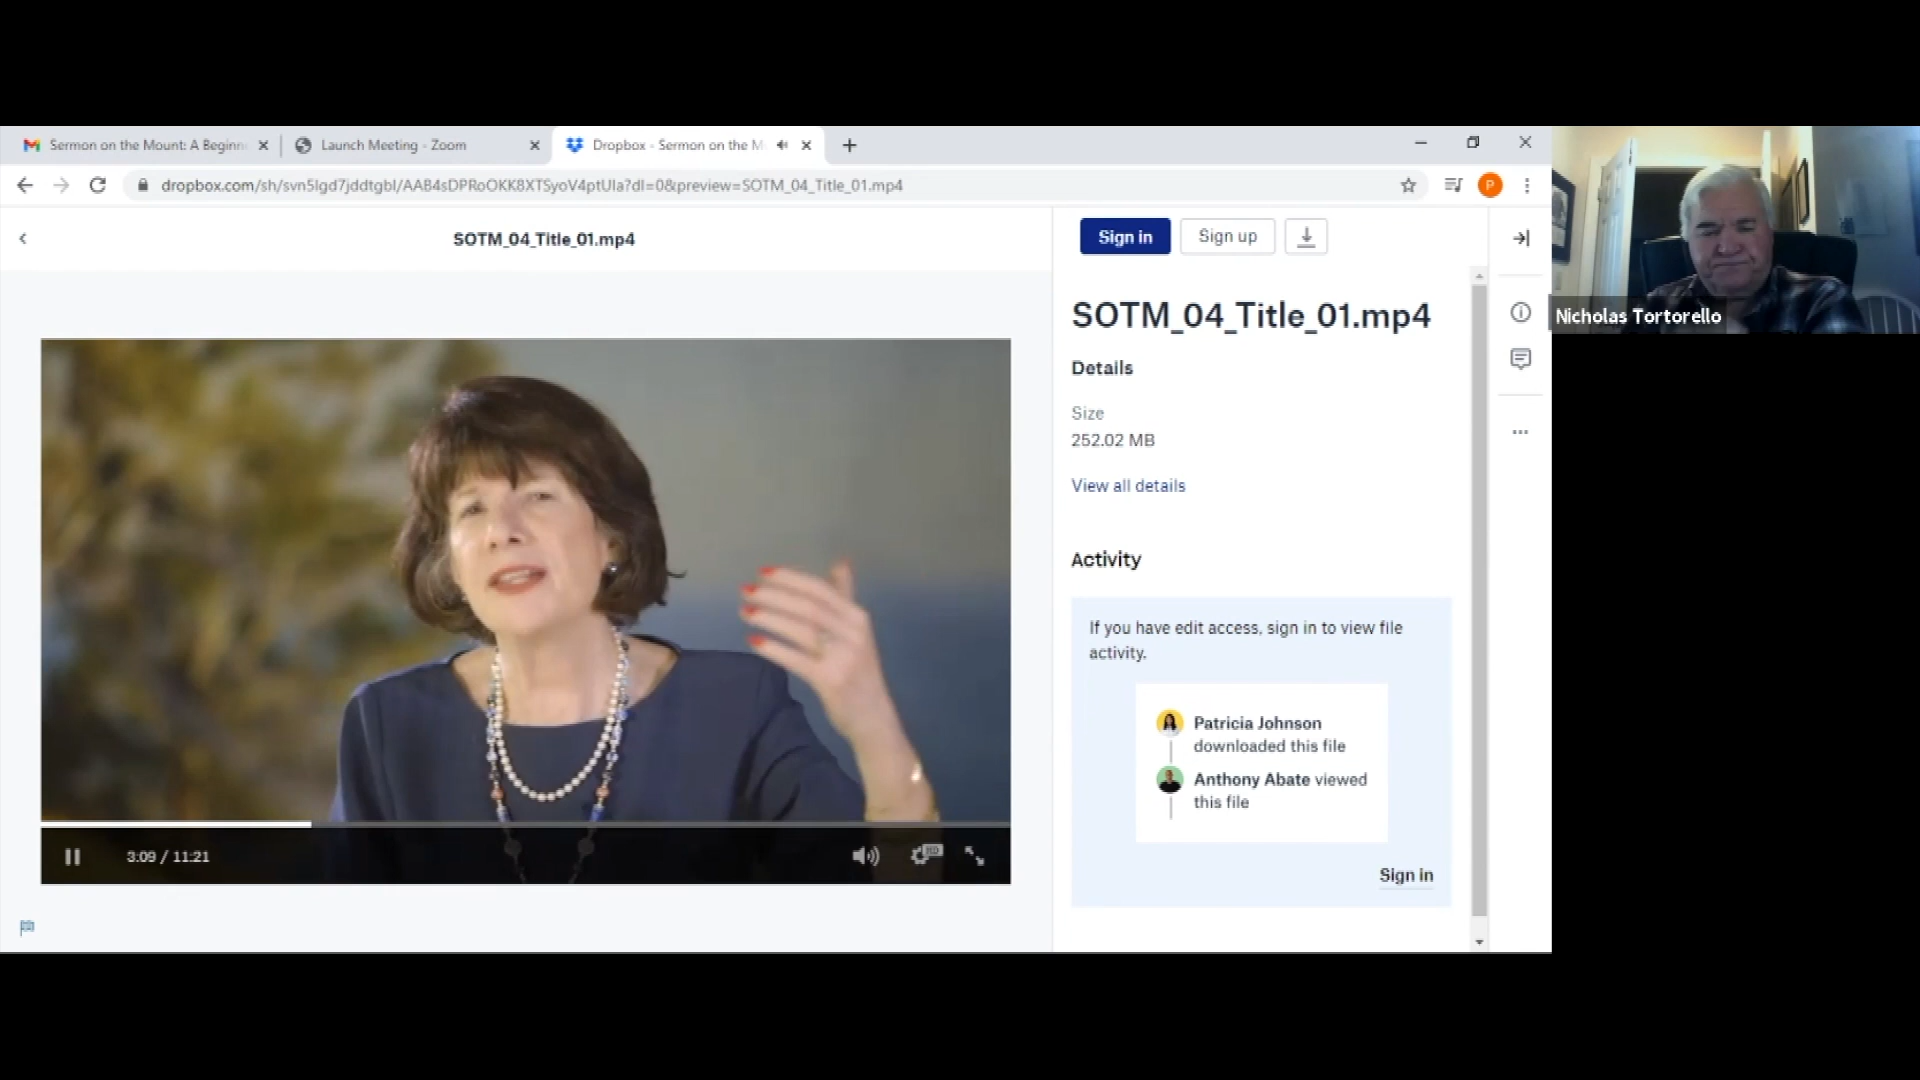 Sermon on the Mount: A Beginn
Launch Meeting - Zoom
Dropbox - Sermon on the M
dropbox.com/sh/svn5lgd7jddtgbl/AAB4sDPRoOKK8XTSyoV4ptUla?dl=0&preview=SOTM_04_Title_01.mp4
P
SOTM_04_Title_01.mp4
Sign in
Sign up
Nicholas Tortorello
SOTM_04_Title_01.mp4
Details
Size
252.02 MB
View all details
Activity
If you have edit access, sign in to view file
activity.
Patricia Johnson
downloaded this file
Anthony Abate viewed
this file
Sign in
3:09 / 11:21
HD